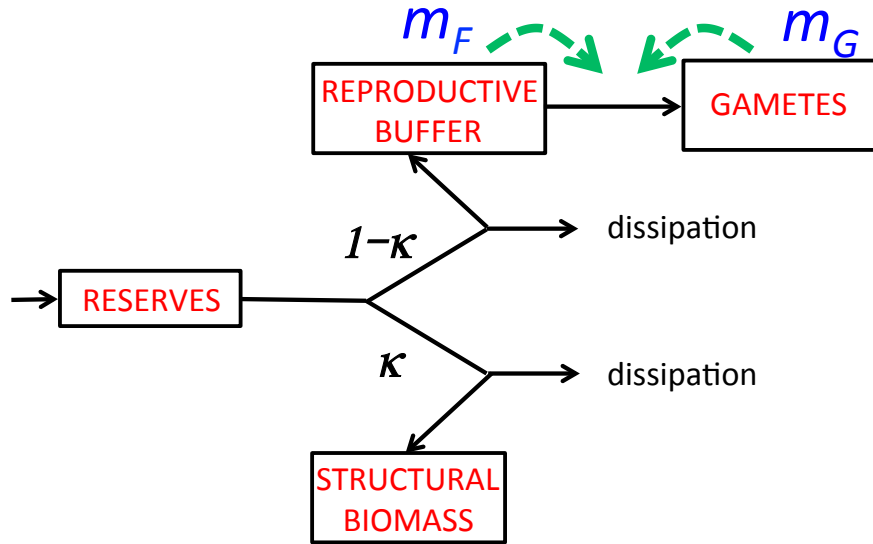 m_F
m_G
REPRODUCTIVE
BUFFER
GAMETES
1-κ
dissipation
RESERVES
κ
dissipation
STRUCTURAL
BIOMASS